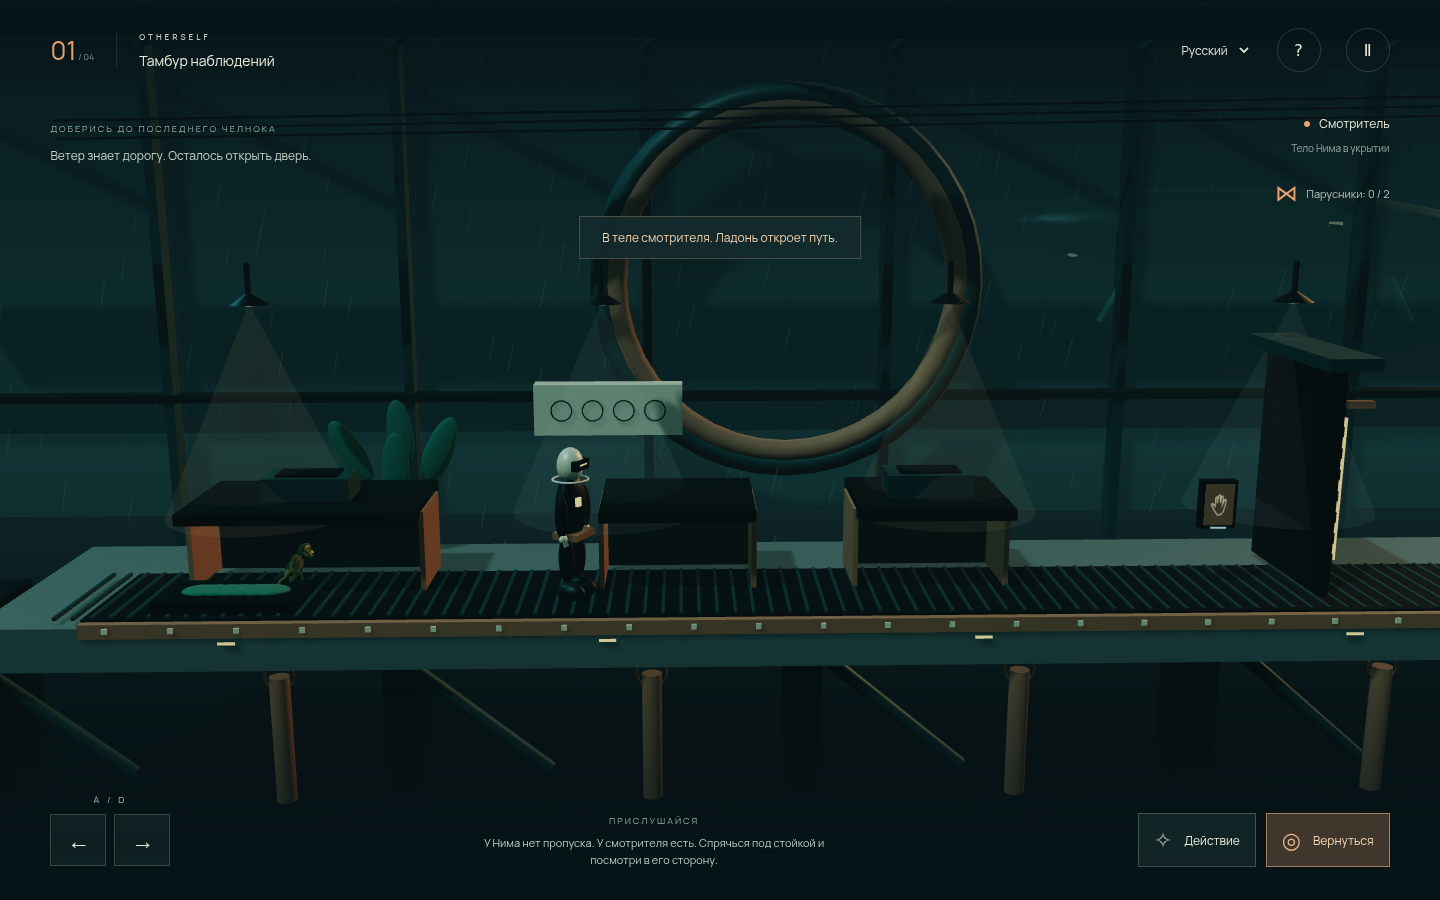 01 / 04
OTHERSELF
Тамбур наблюдений
Русский
?
ДОБЕРИСЬ ДО ПОСЛЕДНЕГО ЧЕЛНОКА
Ветер знает дорогу. Осталось открыть дверь.
Смотритель
Тело Нима в укрытии
Парусники: 0 / 2
В теле смотрителя. Ладонь откроет путь.
A / D
← →
ПРИСЛУШАЙСЯ
У Нима нет пропуска. У смотрителя есть. Спрячься под стойкой и
посмотри в его сторону.
Действие
Вернуться